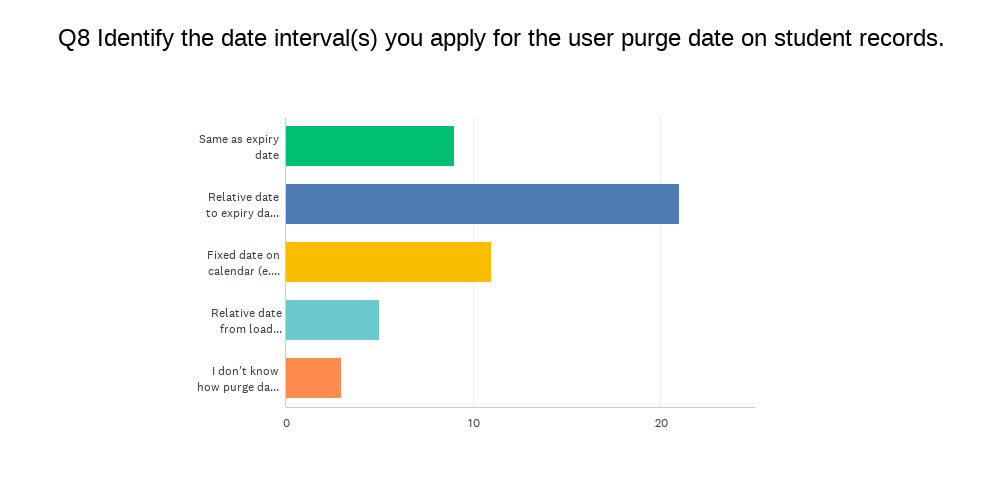 Q8 Identify the date interval(s) you apply for the user purge date on student records.
Same as expiry
date
Relative date
to expiry da...
Fixed date on
calendar (e....
Relative date
from load...
I don't know
how purge da...
0 10 20